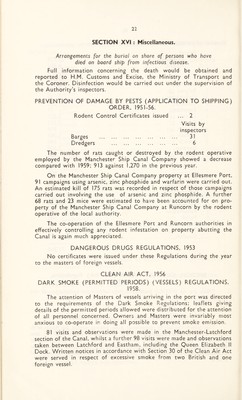 22
SECTION XVI: Miscellaneous.
Arrangements for the burial on shore of persons who have
died on board ship from infectious disease.
Full information concerning the death would be obtained and
reported to H.M. Customs and Excise, the Ministry of Transport and
the Coroner. Disinfection would be carried out under the supervision of
the Authority's inspectors.
PREVENTION OF DAMAGE BY PESTS (APPLICATION TO SHIPPING)
ORDER, 1951-56.
Rodent Control Certificates issued ... 2
Visits by
inspectors
Barges ... ... ... ... ... ... 31
Dredgers ... ... ... ... ... 6
The number of rats caught or destroyed by the rodent operative
employed by the Manchester Ship Canal Company showed a decrease
compared with 1959, 913 against 1,270 in the previous year.
On the Manchester Ship Canal Company property at Ellesmere Port,
91 campaigns using arsenic, zinc phosphide and warfarin were carried out.
An estimated kill of 175 rats was recorded in respect of those campaigns
carried out involving the use of arsenic and zinc phosphide. A further
68 rats and 23 mice were estimated to have been accounted for on pro-
perty of the Manchester Ship Canal Company at Runcorn by the rodent
operative of the local authority.
The co-operation of the Ellesmere Port and Runcorn authorities in
effectively controlling any rodent infestation on property abutting the
Canal is again much appreciated.
DANGEROUS DRUGS REGULATIONS, 1953
No certificates were issued under these Regulations during the year
to the masters of foreign vessels.
CLEAN AIR ACT, 1956
DARK SMOKE (PERMITTED PERIODS) (VESSELS) REGULATIONS,
1958.
The attention of Masters of vessels arriving in the port was directed
to the requirements of the Dark Smoke Regulations; leaflets giving
details of the permitted periods allowed were distributed for the attention
of all personnel concerned. Owners and Masters were invariably most
anxious to co-operate in doing all possible to prevent smoke emission.
81 visits and observations were made in the Manchester-Latchford
section of the Canal, whilst a further 98 visits were made and observations
taken between Latchford and Eastham, including the Queen Elizabeth II
Dock. Written notices in accordance with Section 30 of the Clean Air Act
were served in respect of excessive smoke from two British and one
foreign vessel.